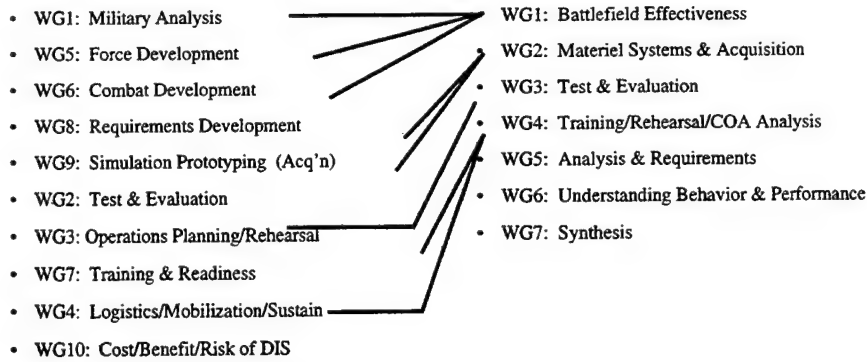 • WG1: Military Analysis
• WG5: Force Development
• WG6: Combat Development
• WG8: Requirements Development
• WG9: Simulation Prototyping (Acq'n)
• WG2: Test & Evaluation
• WG3: Operations Planning/Rehearsal
• WG7: Training & Readiness
• WG4: Logistics/Mobilization/Sustain
• WG10: Cost/Benefit/Risk of DIS
• WG1: Battlefield Effectiveness
• WG2: Materiel Systems & Acquisition
• WG3: Test & Evaluation
• WG4: Training/Rehearsal/COA Analysis
• WG5: Analysis & Requirements
• WG6: Understanding Behavior & Performance
• WG7: Synthesis